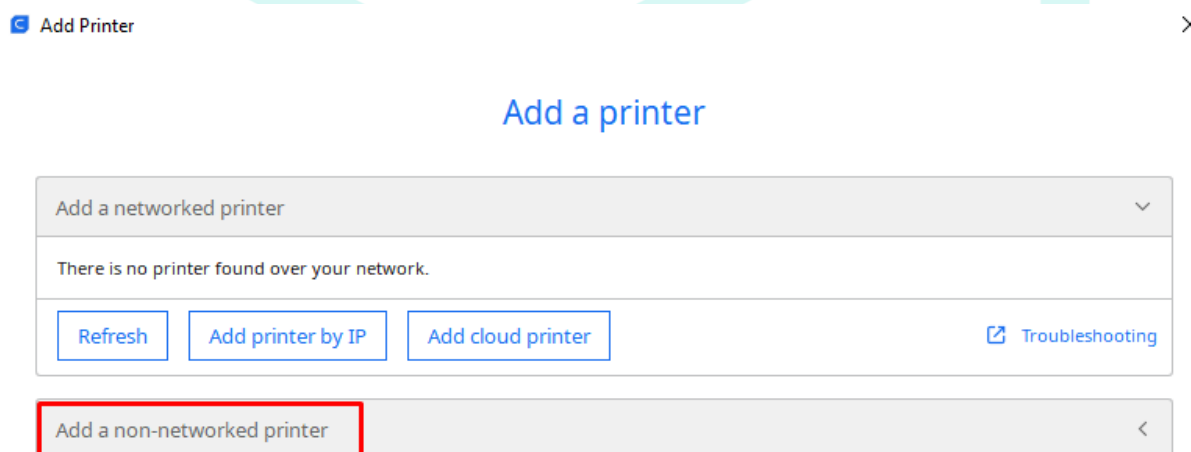 Add Printer
Add a printer
Add a networked printer
There is no printer found over your network.
Refresh Add printer by IP Add cloud printer Troubleshooting
Add a non-networked printer